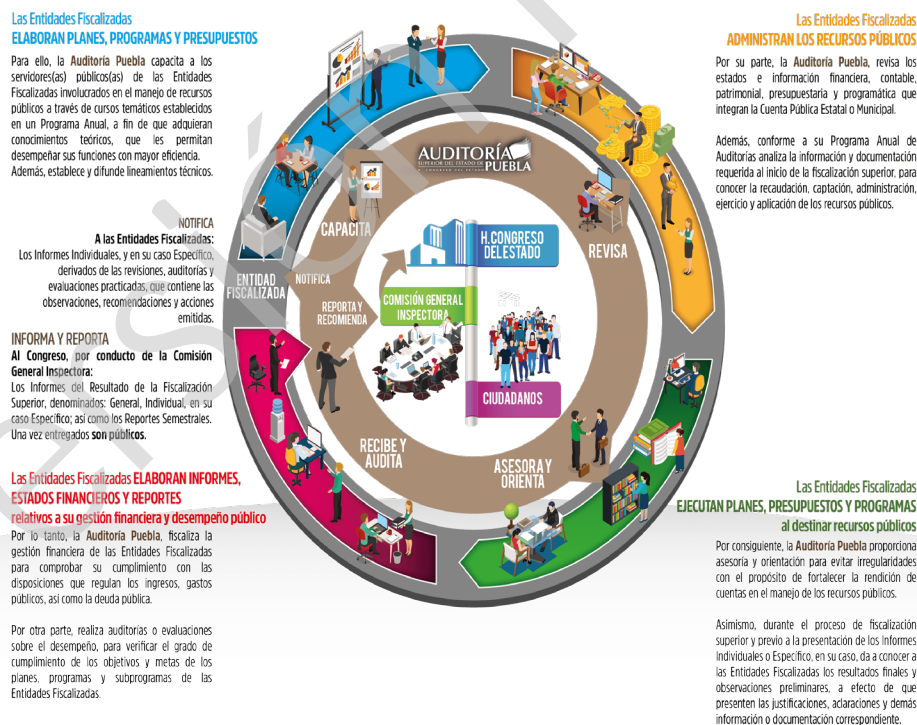 Las Entidades Fiscalizadas
ELABORAN PLANES, PROGRAMAS Y PRESUPUESTOS
Para ello, la Auditoría Puebla capacita a los
servidores(as) públicos(as) de las Entidades
Fiscalizadas involucrados en el manejo de recursos
públicos a través de cursos temáticos establecidos
en un Programa Anual, a fin de que adquieran
conocimientos teóricos, que les permitan
desempeñar sus funciones con mayor eficiencia.
Además, establece y difunde lineamientos técnicos.
NOTIFICA
A las Entidades Fiscalizadas:
Los Informes Individuales, y en su caso Específico,
derivados de las revisiones, auditorías y
evaluaciones practicadas, que contiene las
observaciones, recomendaciones y acciones
emitidas.
INFORMA Y REPORTA
Al Congreso, por conducto de la Comisión
General Inspectora:
Los Informes del Resultado de la Fiscalización
Superior, denominados: General, Individual, en su
caso Específico; así como los Reportes Semestrales.
Una vez entregados son públicos.
Las Entidades Fiscalizadas ELABORAN INFORMES,
ESTADOS FINANCIEROS Y REPORTES
relativos a su gestión financiera y desempeño público
Por lo tanto, la Auditoría Puebla, fiscaliza la
gestión financiera de las Entidades Fiscalizadas
para comprobar su cumplimiento con las
disposiciones que regulan los ingresos, gastos
públicos, así como la deuda pública.
Por otra parte, realiza auditorías o evaluaciones
sobre el desempeño, para verificar el grado de
cumplimiento de los objetivos y metas de los
planes, programas y subprogramas de las
Entidades Fiscalizadas.
AUDITORÍA
SUPERIOR DEL ESTADO DE PUEBLA
H. CONGRESO DEL ESTADO
CAPACITA
REVISA
ENTIDAD
FISCALIZADA
NOTIFICA
REPORTA Y
RECOMIENDA
H. CONGRESO
DEL ESTADO
COMISIÓN GENERAL
INSPECTORA
CIUDADANOS
RECIBE Y
AUDITA
ASESORA Y
ORIENTA
Las Entidades Fiscalizadas
ADMINISTRAN LOS RECURSOS PÚBLICOS
Por su parte, la Auditoría Puebla, revisa los
estados e información financiera, contable,
patrimonial, presupuestaria y programática que
integran la Cuenta Pública Estatal o Municipal.
Además, conforme a su Programa Anual de
Auditorías analiza la información y documentación
requerida al inicio de la fiscalización superior, para
conocer la recaudación, captación, administración,
ejercicio y aplicación de los recursos públicos.
Las Entidades Fiscalizadas
EJECUTAN PLANES, PRESUPUESTOS Y PROGRAMAS
al destinar recursos públicos
Por consiguiente, la Auditoría Puebla proporciona
asesoría y orientación para evitar irregularidades
con el propósito de fortalecer la rendición de
cuentas en el manejo de los recursos públicos.
Asimismo, durante el proceso de fiscalización
superior y previo a la presentación de los Informes
Individuales o Específico, en su caso, da a conocer a
las Entidades Fiscalizadas los resultados finales y
observaciones preliminares, a efecto de que
presenten las justificaciones, aclaraciones y demás
información o documentación correspondiente.